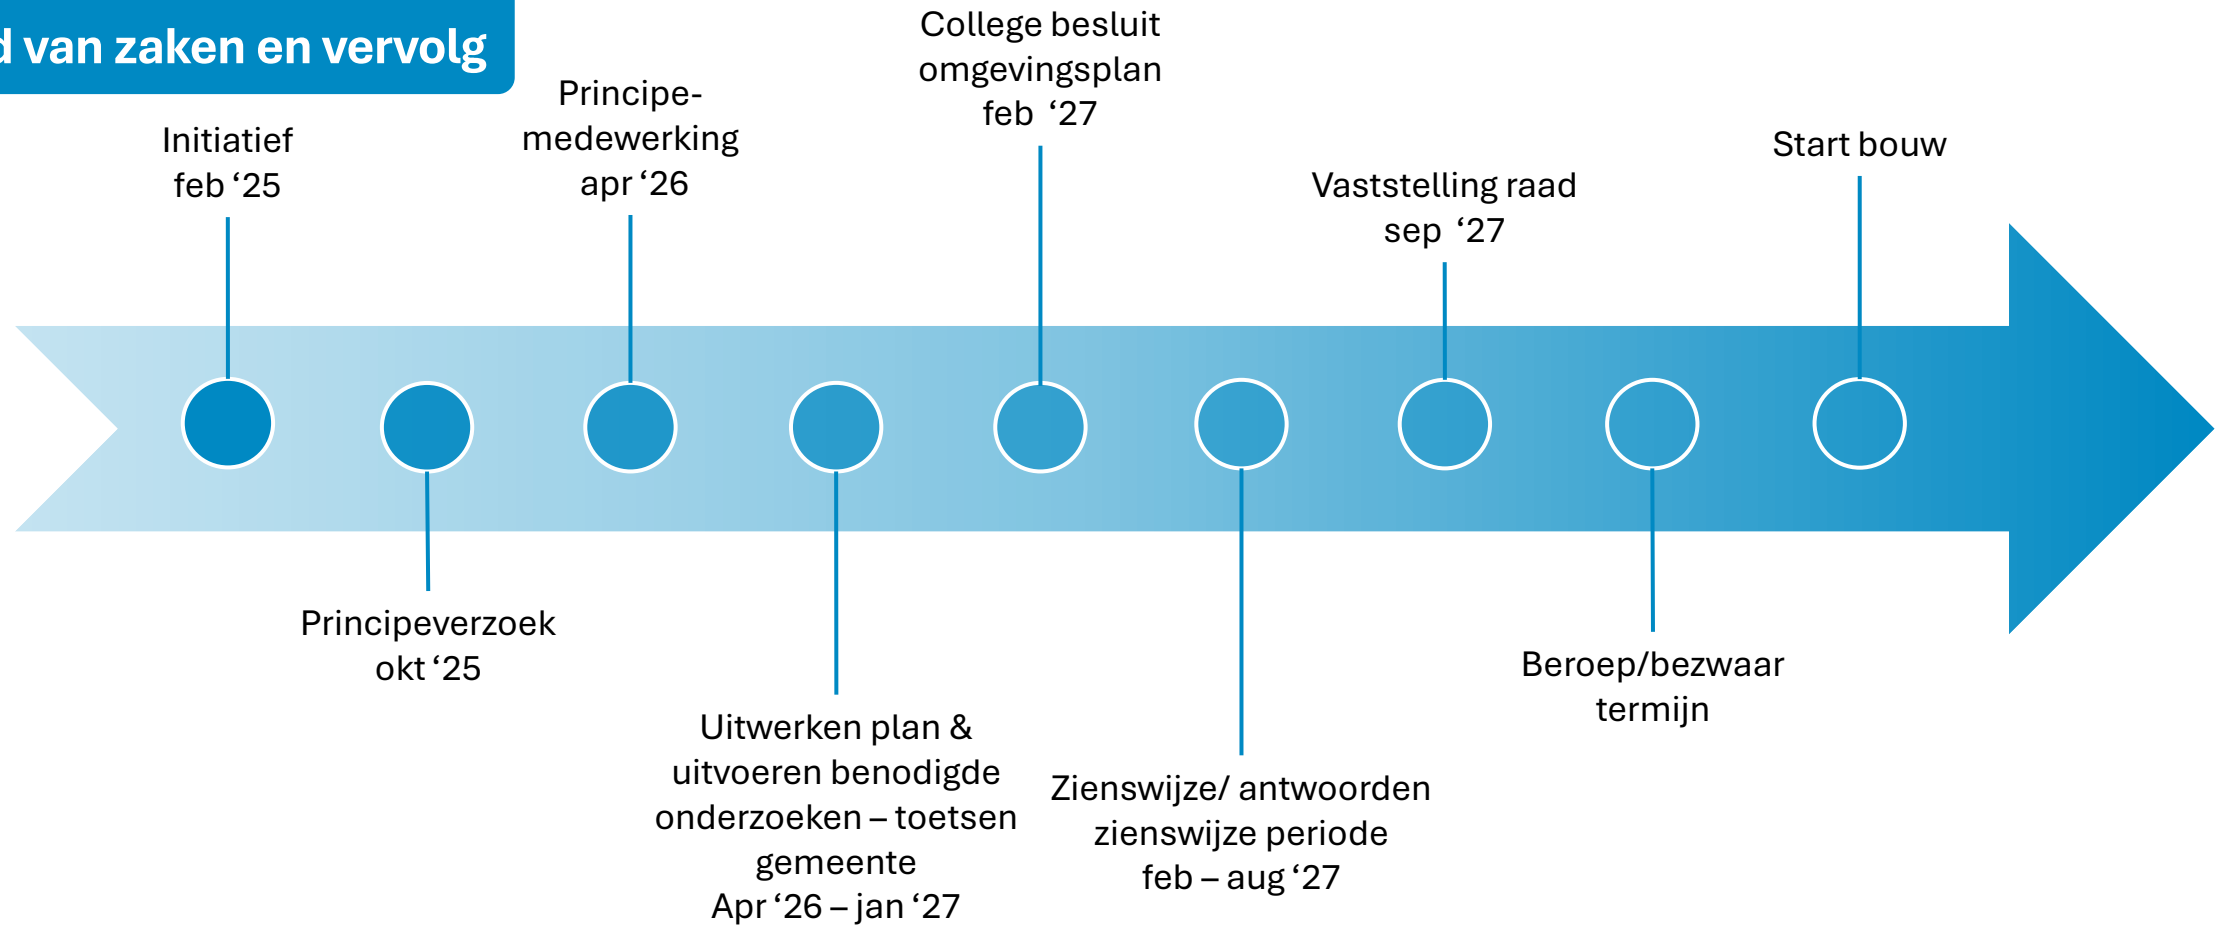 van zaken en vervolg
Initiatief
feb ‘25
Principeverzoek
okt ‘25
Principe-
medewerking
apr ‘26
Uitwerken plan &
uitvoeren benodigde
onderzoeken – toetsen
gemeente
Apr ‘26 – jan ‘27
College besluit
omgevingsplan
feb ‘27
Zienswijze/ antwoorden
zienswijze periode
feb – aug ‘27
Vaststelling raad
sep ‘27
Beroep/bezwaar
termijn
Start bouw